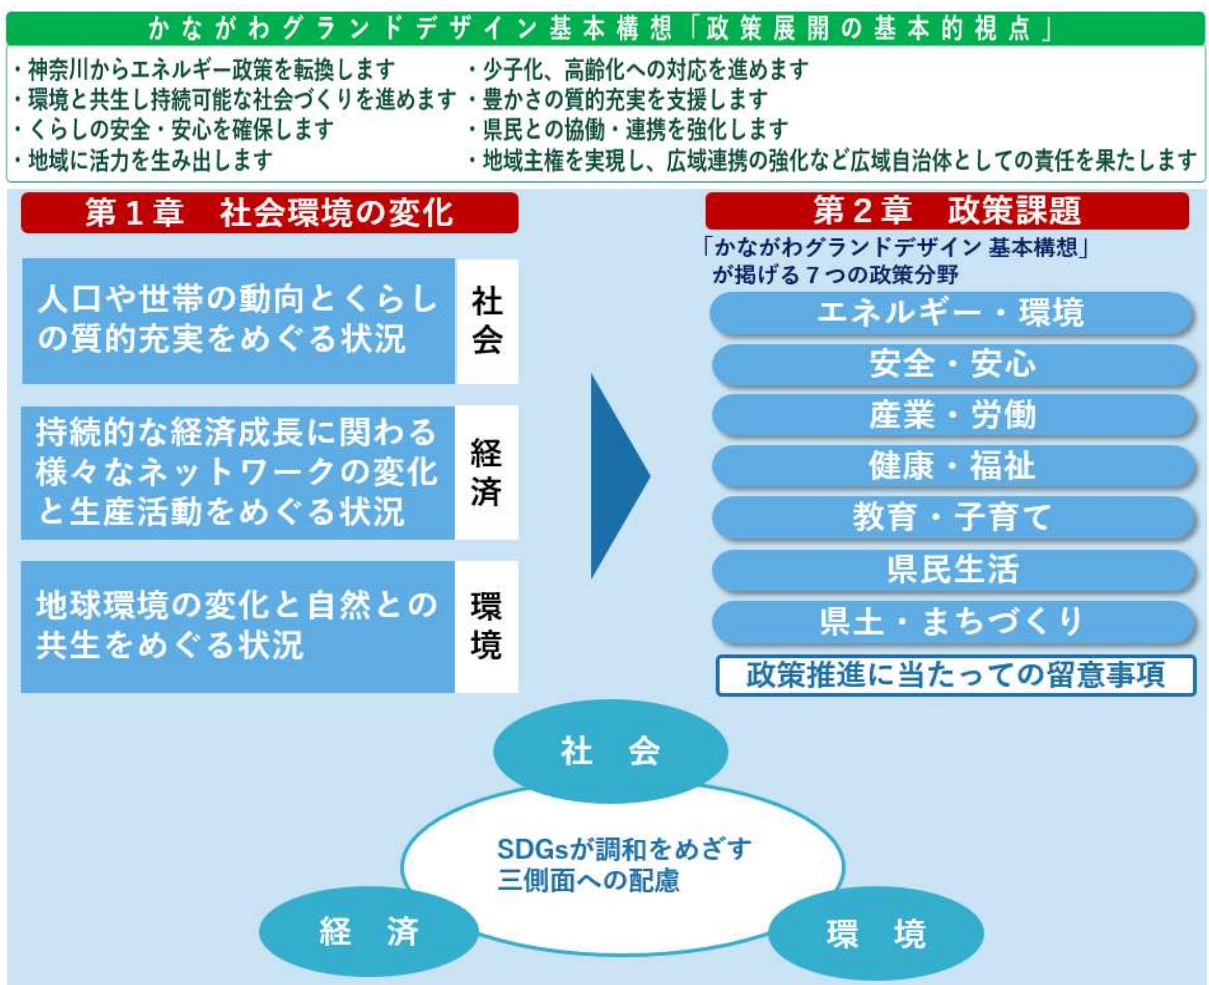 かながわグランドデザイン基本構想「政策展開の基本的視点」
・神奈川からエネルギー政策を転換します
・環境と共生し持続可能な社会づくりを進めます
・くらしの安全・安心を確保します
・地域に活力を生み出します
・少子化、高齢化への対応を進めます
・豊かさの質的充実を支援します
・県民との協働・連携を強化します
・地域主権を実現し、広域連携の強化など広域自治体としての責任を果たします
第１章　社会環境の変化
人口や世帯の動向とくらし
の質的充実をめぐる状況
社会
持続的な経済成長に関わる
様々なネットワークの変化
と生産活動をめぐる状況
経済
地球環境の変化と自然との
共生をめぐる状況
環境
第２章　政策課題
「かながわグランドデザイン 基本構想」
が掲げる７つの政策分野
エネルギー・環境
安全・安心
産業・労働
健康・福祉
教育・子育て
県民生活
県土・まちづくり
政策推進に当たっての留意事項
社　会
SDGsが調和をめざす
三側面への配慮
経　済
環　境